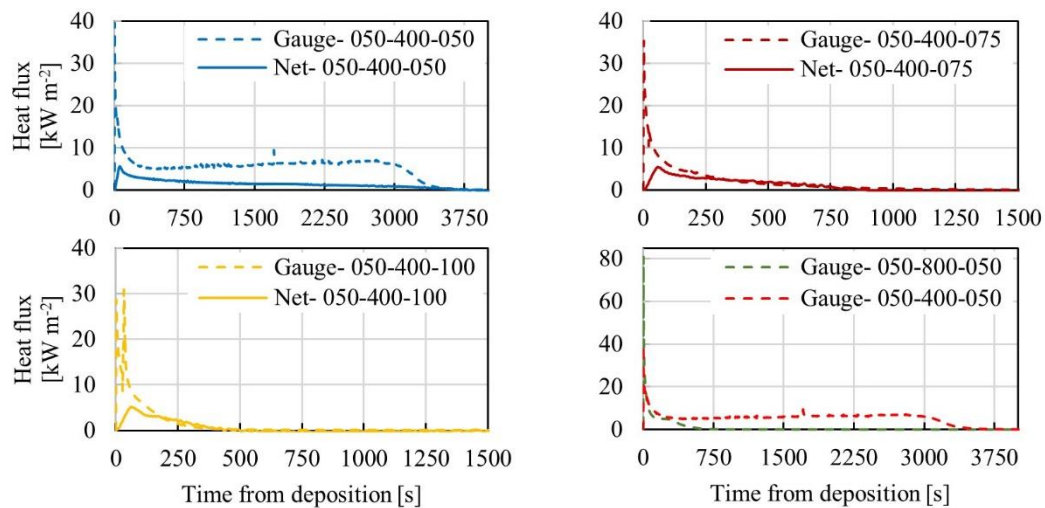 40
30
20
10
0
Heat flux
[kW m-2]
Gauge- 050-400-050
Net- 050-400-050
0 750 1500 2250 3000 3750
40
30
20
10
0
Gauge- 050-400-075
Net- 050-400-075
0 250 500 750 1000 1250 1500
40
30
20
10
0
Heat flux
[kW m-2]
Gauge- 050-400-100
Net- 050-400-100
0 250 500 750 1000 1250 1500
Time from deposition [s]
80
60
40
20
0
Gauge- 050-800-050
Gauge- 050-400-050
0 750 1500 2250 3000 3750
Time from deposition [s]